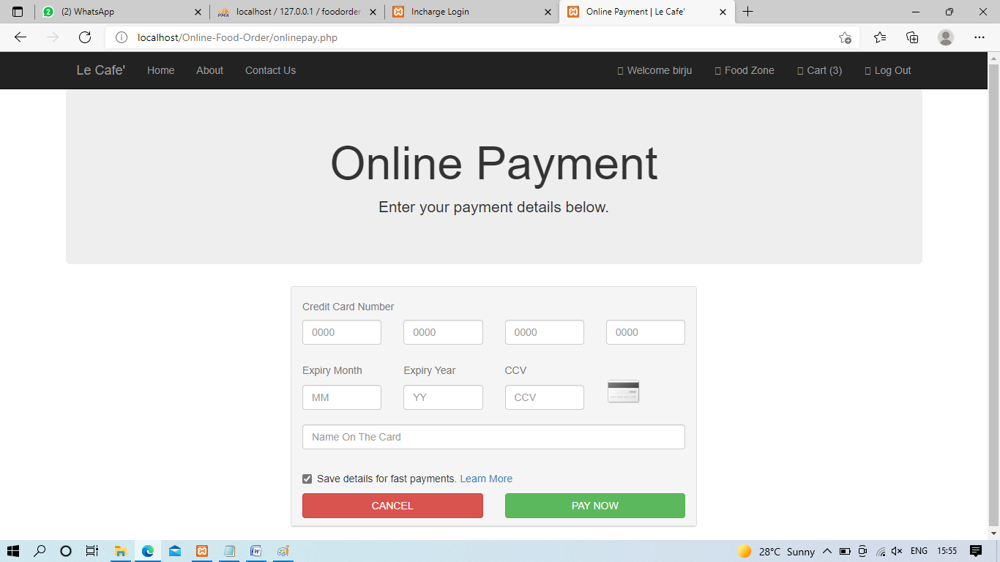 (2) WhatsApp
localhost / 127.0.0.1 / foodorder
Incharge Login
Online Payment | Le Cafe'
localhost/Online-Food-Order/onlinepay.php
Le Cafe' Home About Contact Us Welcome birju Food Zone Cart (3) Log Out
Online Payment
Enter your payment details below.
Credit Card Number
0000 0000 0000 0000
Expiry Month Expiry Year CCV
MM YY CCV
Name On The Card
Save details for fast payments. Learn More
CANCEL PAY NOW
28°C Sunny ENG 15:55